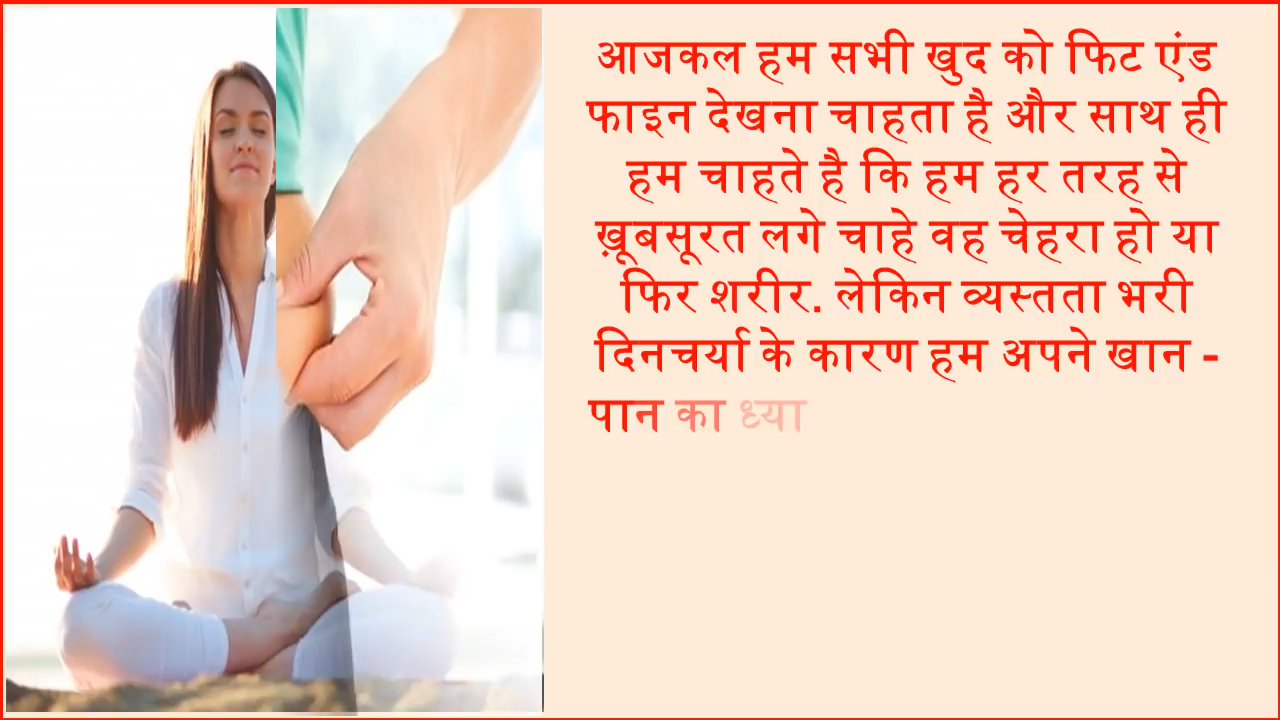 आजकल हम सभी खुद को फिट एंड
फाइन देखना चाहता है और साथ ही
हम चाहते है कि हम हर तरह से
ख़ूबसूरत लगे चाहे वह चेहरा हो या
फिर शरीर. लेकिन व्यस्तता भरी
दिनचर्या के कारण हम अपने खान -
पान का ध्या